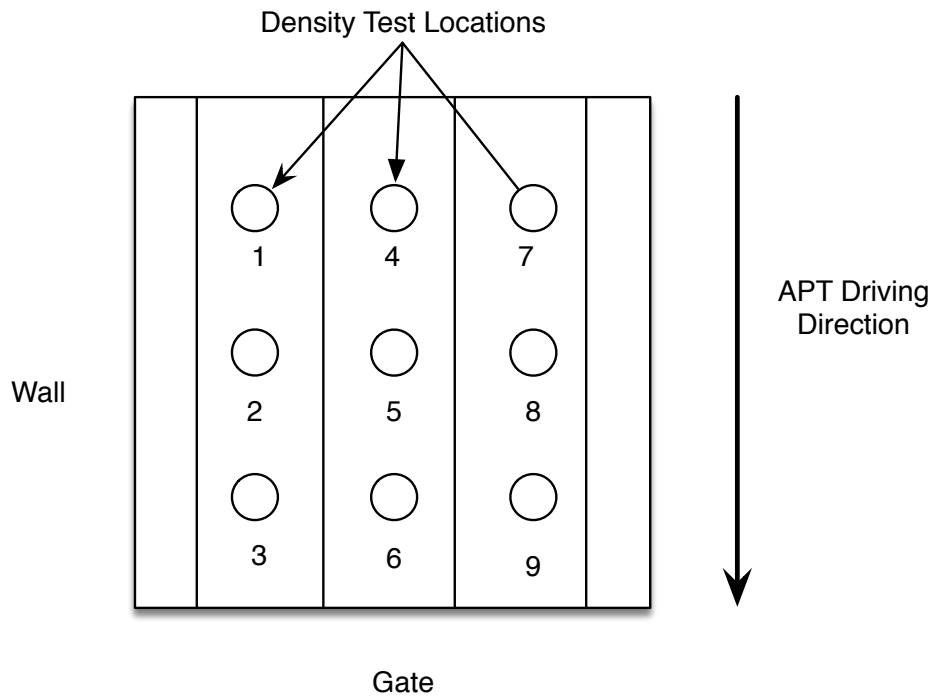 Density Test Locations
1 4 7
APT Driving
Direction
Wall
2 5 8
3 6 9
Gate